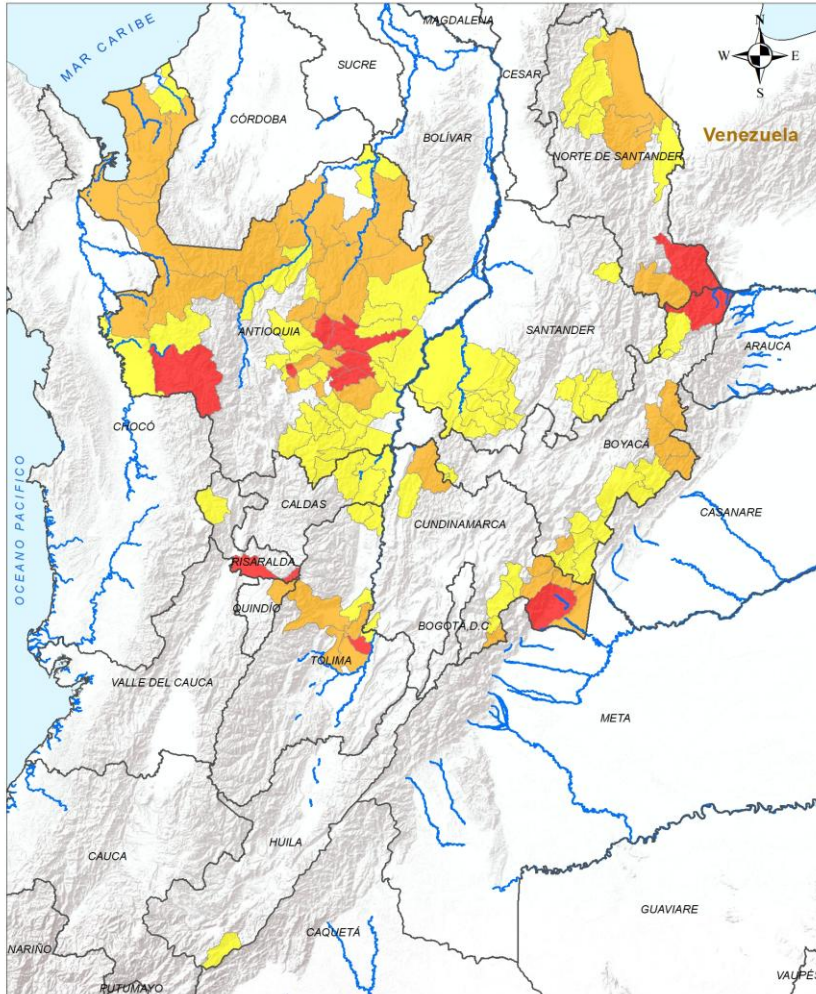 MAGDALENA
MAR CARIBE
N
W E
S
SUCRE
CESAR
CÓRDOBA
BOLÍVAR
Venezuela
NORTE DE SANTANDER
ANTIOQUIA
SANTANDER
ARAUCA
CHOCÓ
BOYACÁ
OCEANO PACIFICO
CALDAS
CUNDINAMARCA
CASANARE
RISARALDA
QUINDÍO
BOGOTÁ, D.C
TOLIMA
VALLE DEL CAUCA
META
HUILA
CAUCA
GUAVIARE
CAQUETÁ
NARIÑO
PUTUMAYO
VAUPÉS